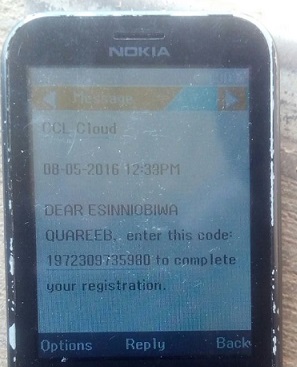 NOKIA
Message
CCL Cloud
08-05-2016 12:33PM
DEAR ESINNIOBIWA
QUAREEB, enter this code:
1972309735980 to complete
your registration.
Options Reply Back